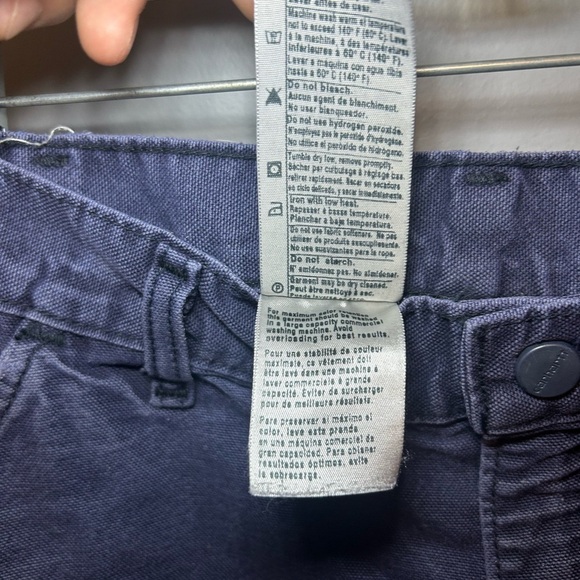 Machine wash warm at temperature
not to exceed 140° F (60° C). Laver
à la machine, à des températures
inférieures à 60° C (140° F).
Lavar a máquina con agua tibia
hasta a 60° C (140° F).
Do not bleach.
Aucun agent de blanchiment.
No usar blanqueador.
Do not use hydrogen peroxide.
N'employez pas le peroxide d'hydrogène.
No utilice el peróxido de hidrógeno.
Tumble dry low, remove promptly.
Sécher par culbutage à réglage bas,
retirer rapidement. Secar en secadora
en ciclo delicado, y sacar inmediatamente.
Iron with low heat.
Repasser à basse température.
Planchar a baja temperatura.
Do not use fabric softeners. Ne pas
utiliser de produits assouplissants.
No use suavizantes para la ropa.
Do not starch.
N'amidonnez pas. No almidonar.
Garment may be dry cleaned.
Peut être nettoyé à sec.
P
For maximum color
this garment should be washed
in a large capacity commercial
washing machine. Avoid
overloading for best results.
Pour une stabilité de couleur
maximale, ce vêtement doit
être lavé dans une machine à
laver commerciale à grande
capacité. Éviter de surcharger
pour de meilleurs résultats.
Para preservar al máximo el
color, lave esta prenda
en una máquina comercial de
gran capacidad. Para obtener
resultados óptimos, evite
la sobrecarga.